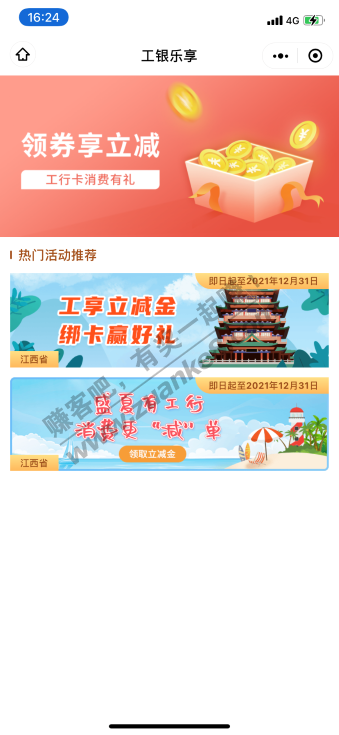 16:24
4G
工银乐享
领券享立减
工行卡消费有礼
热门活动推荐
即日起至2021年12月31日
工享立减金
绑卡赢好礼
江西省
即日起至2021年12月31日
盛夏有工行
消费更“减”单
领取立减金
江西省
赚客吧,有奖一起赚